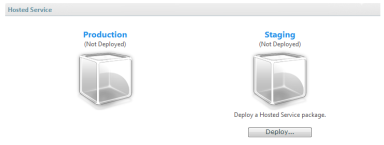 Hosted Service
Production
(Not Deployed)
Staging
(Not Deployed)
Deploy a Hosted Service package.
Deploy...